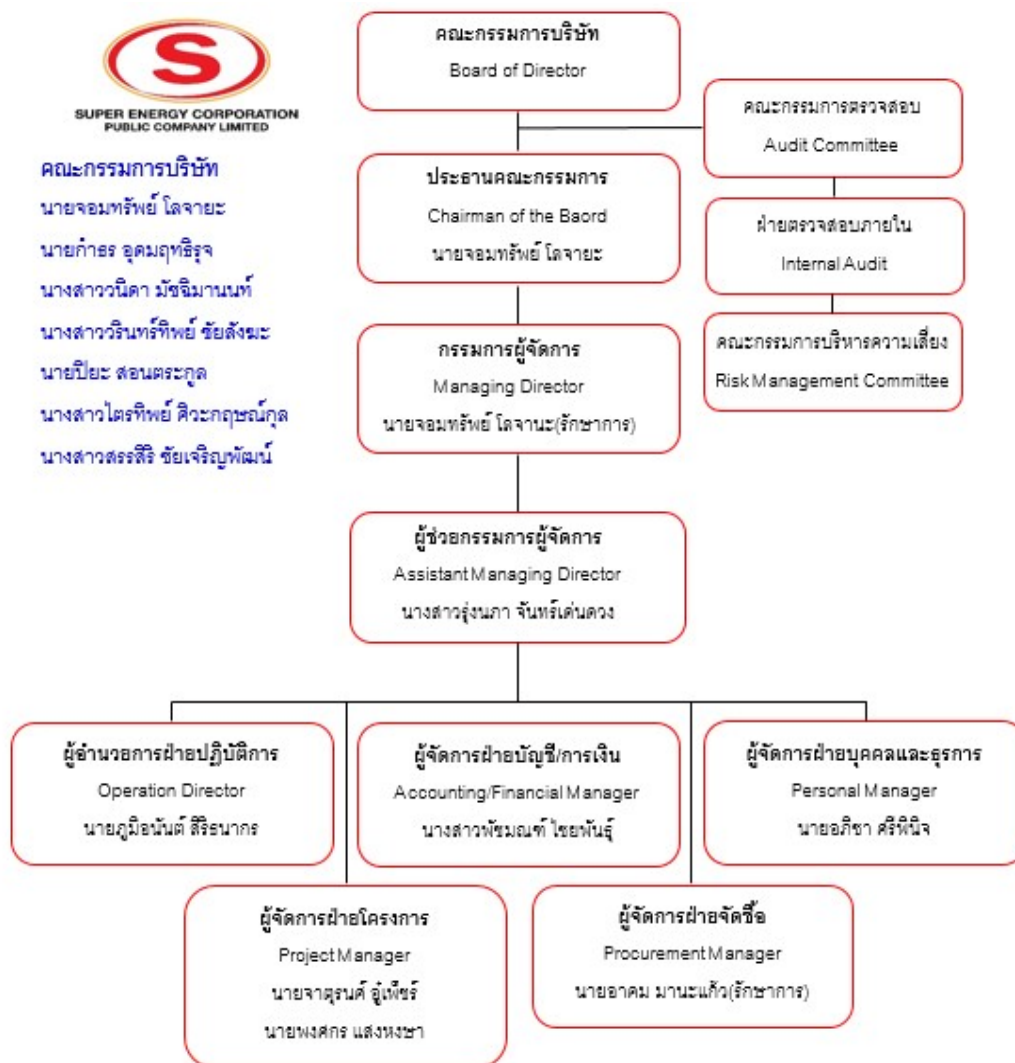 S
SUPER ENERGY CORPORATION
PUBLIC COMPANY LIMITED
คณะกรรมการบริษัท
นายจอมทรัพย์ โลจายะ
นายกำธร อุดมฤทธิรุจ
นางสาววนิดา มัชฉิมานนท์
นางสาววรินทร์ทิพย์ ชัยสังฆะ
นายปิยะ สอนตระกูล
นางสาวไตรทิพย์ ศิวะกฤษณ์กุล
นางสาวสรรสิริ ชัยเจริญพัฒน์
คณะกรรมการบริษัท
Board of Director
คณะกรรมการตรวจสอบ
Audit Committee
ประธานคณะกรรมการ
Chairman of the Baord
นายจอมทรัพย์ โลจายะ
ฝ่ายตรวจสอบภายใน
Internal Audit
คณะกรรมการบริหารความเสี่ยง
Risk Management Committee
กรรมการผู้จัดการ
Managing Director
นายจอมทรัพย์ โลจานะ(รักษาการ)
ผู้ช่วยกรรมการผู้จัดการ
Assistant Managing Director
นางสาวรุ่งนภา จันทร์เด่นดวง
ผู้อำนวยการฝ่ายปฏิบัติการ
Operation Director
นายภูมิอนันต์ สิริธนากร
ผู้จัดการฝ่ายบัญชี/การเงิน
Accounting/Financial Manager
นางสาวพัชมณฑ์ ไชยพันธุ์
ผู้จัดการฝ่ายบุคคลและธุรการ
Personal Manager
นายอภิชา ศรีพินิจ
ผู้จัดการฝ่ายโครงการ
Project Manager
นายจาตุรนศ์ อู๋เพ็ชร์
นายพงศกร แสงหงษา
ผู้จัดการฝ่ายจัดซื้อ
Procurement Manager
นายอาคม มานะแก้ว(รักษาการ)